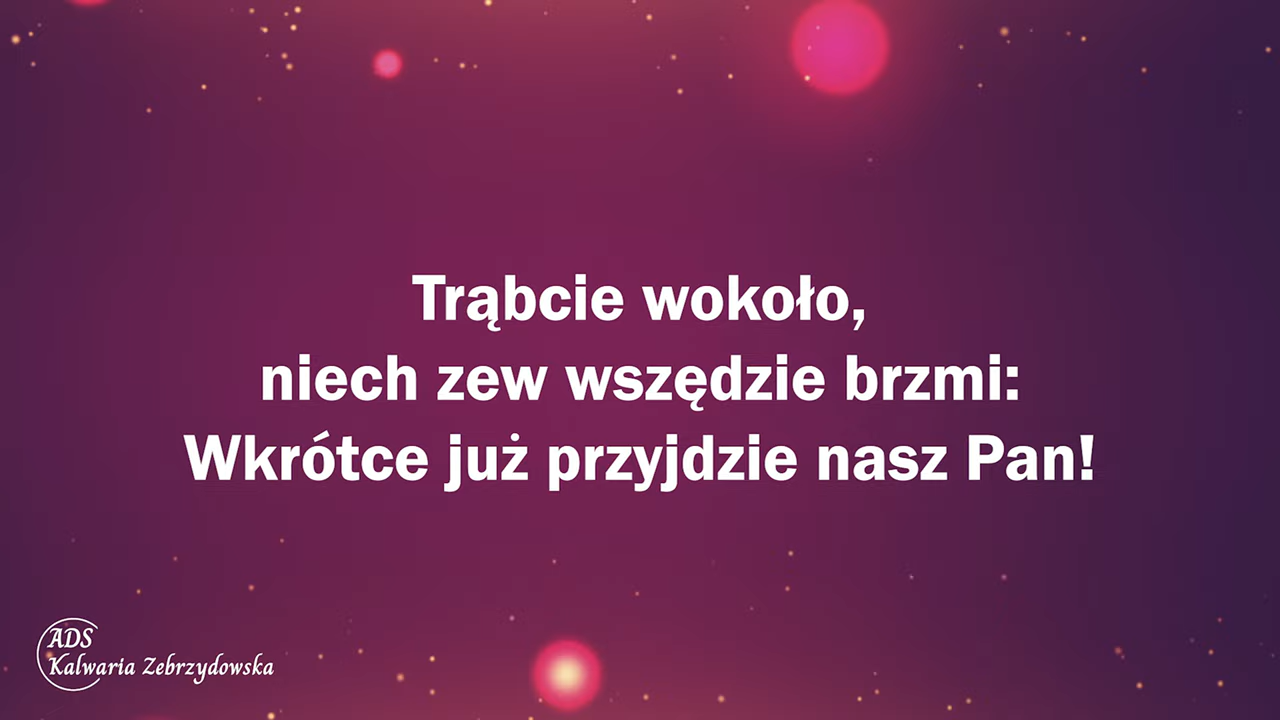 Trąbcie wokoło,
niech zew wszędzie brzmi:
Wkrótce już przyjdzie nasz Pan!
ADS
Kalwaria Zebrzydowska